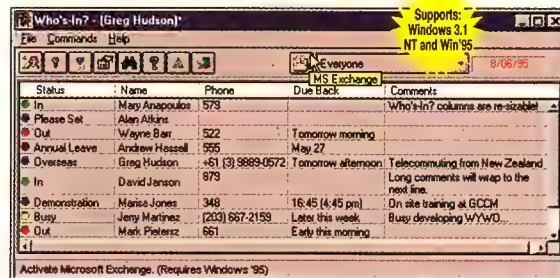 Who's-In? - (Greg Hudson)*
Supports:
Windows 3.1
NT and Win'95
File Commands Help
Everyone
8/06/95
MS Exchange
Status Name Phone Due Back Comments
In Mary Anapoulos 579 Who's-In? columns are re-sizable!
Please Set Alan Atkins
Out Wayne Barr 522 Tomorrow morning
Annual Leave Andrew Hassell 555 May 27
Overseas Greg Hudson +61 (3) 9889-0572 Tomorrow afternoon Telecommuting from New Zealand
In David Janson 879 Long comments will wrap to the
next line.
Demonstration Marisa Jones 348 16:45 (4:45 pm) On site training at GCCM
Busy Jerry Martinez (203) 667-2159 Later this week Busy developing WYWO...
Out Mark Pietersz 661 Early this morning
Activate Microsoft Exchange. (Requires Windows '95)